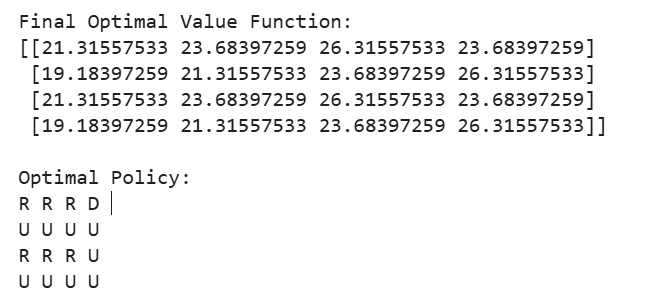 Final Optimal Value Function:
[[21.31557533 23.68397259 26.31557533 23.68397259]
[19.18397259 21.31557533 23.68397259 26.31557533]
[21.31557533 23.68397259 26.31557533 23.68397259]
[19.18397259 21.31557533 23.68397259 26.31557533]]
Optimal Policy:
R R R D
U U U U
R R R U
U U U U